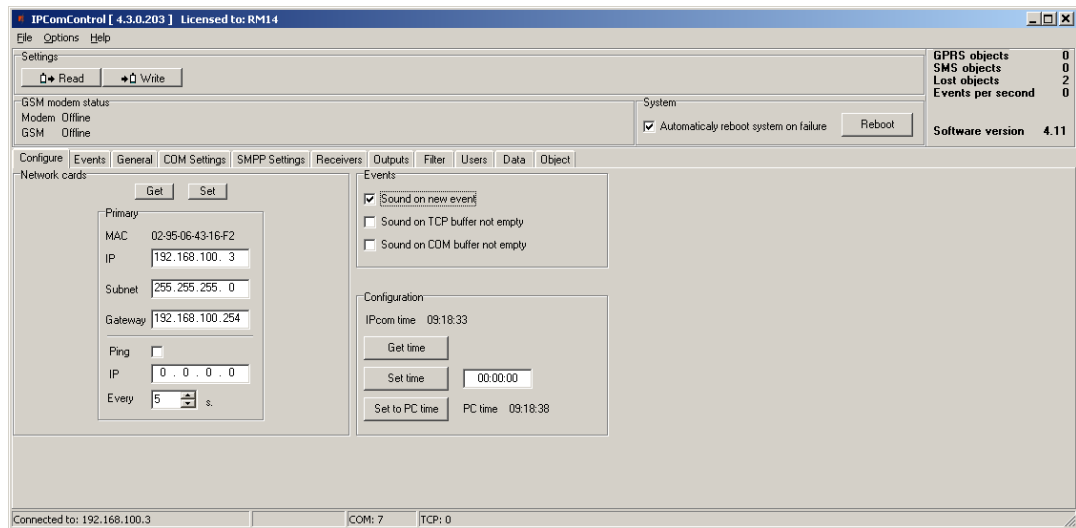 IPComControl [ 4.3.0.203 ] Licensed to: RM14
File Options Help
Settings
Read Write
GPRS objects 0
SMS objects 0
Lost objects 2
Events per second 0
Software version 4.11
GSM modem status
Modem Offline
GSM Offline
System
Automaticaly reboot system on failure Reboot
Configure Events General COM Settings SMPP Settings Receivers Outputs Filter Users Data Object
Network cards
Get Set
Primary
MAC 02-95-06-43-16-F2
IP 192.168.100. 3
Subnet 255.255.255. 0
Gateway 192.168.100.254
Ping
IP 0 . 0 . 0 . 0
Every 5 s.
Events
Sound on new event
Sound on TCP buffer not empty
Sound on COM buffer not empty
Configuration
IPcom time 09:18:33
Get time
Set time 00:00:00
Set to PC time PC time 09:18:38
Connected to: 192.168.100.3 COM: 7 TCP: 0